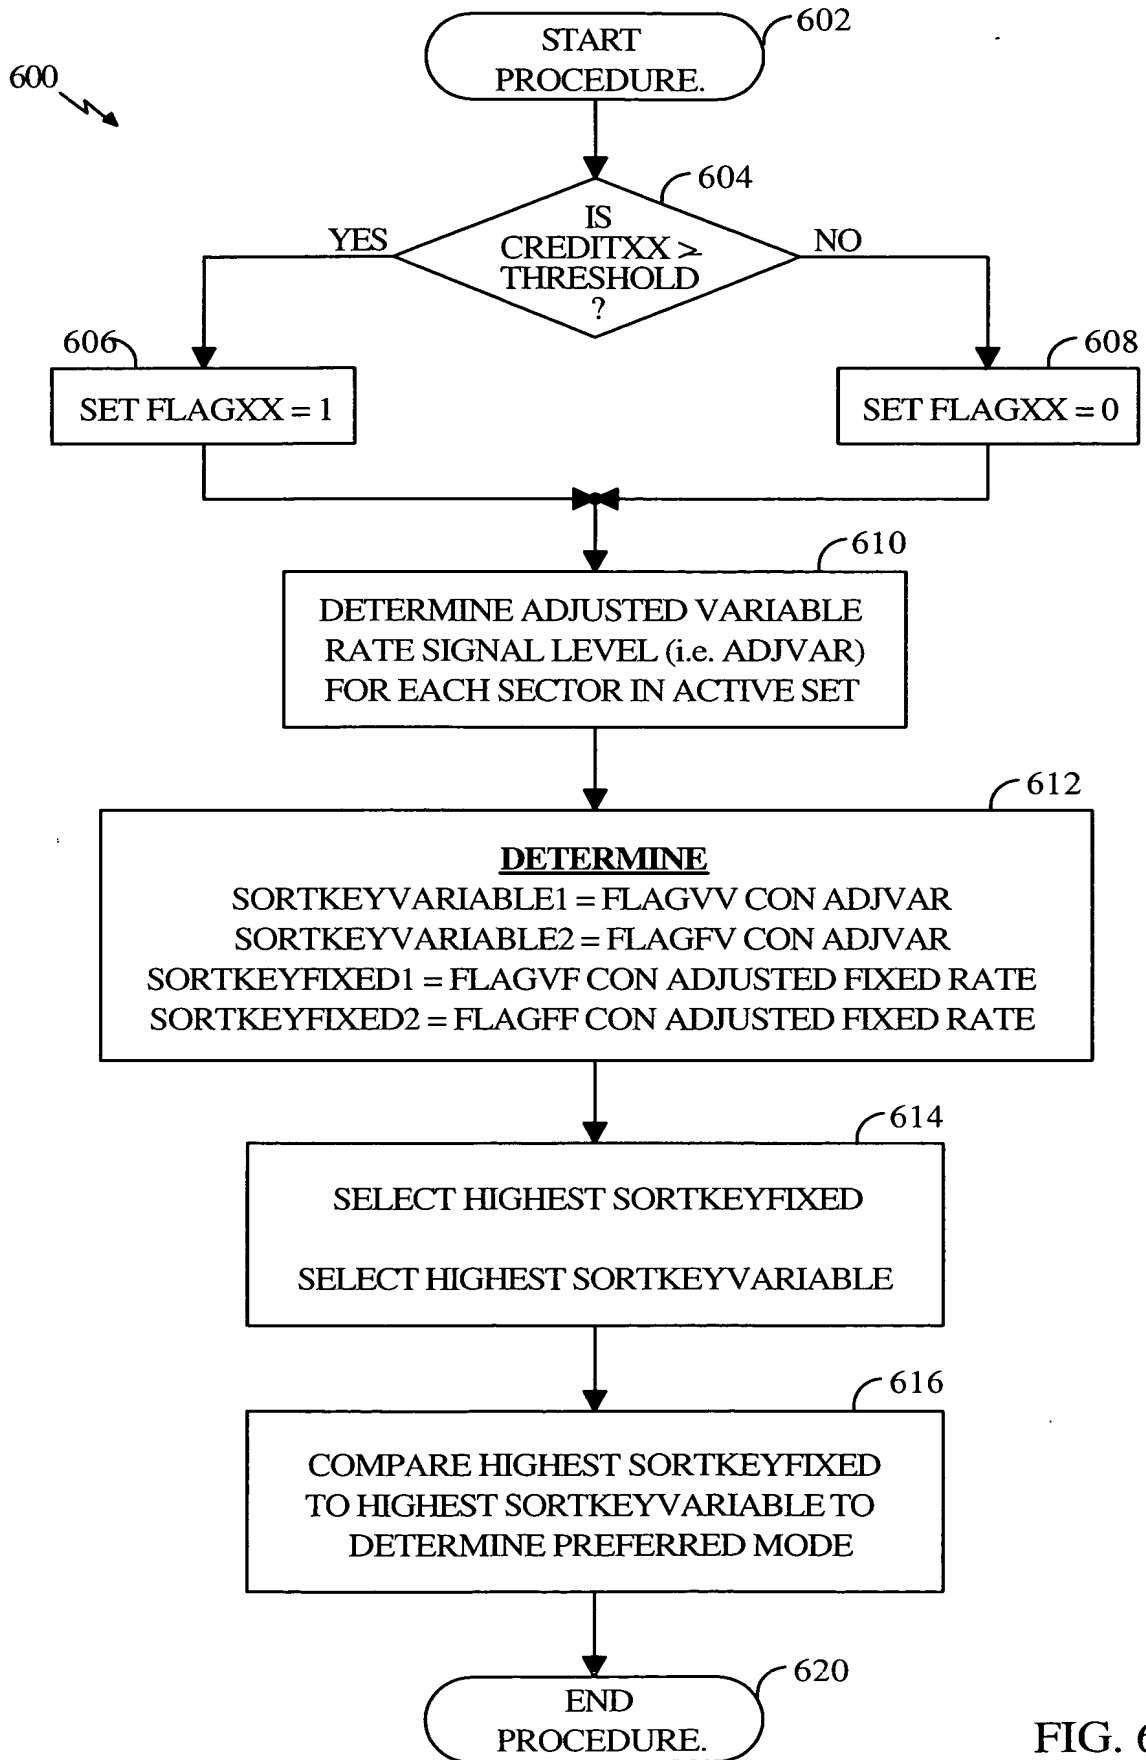 600
602
START
PROCEDURE.
604
IS
CREDITXX ≥
THRESHOLD
?
YES
NO
606
SET FLAGXX = 1
608
SET FLAGXX = 0
610
DETERMINE ADJUSTED VARIABLE
RATE SIGNAL LEVEL (i.e. ADJVAR)
FOR EACH SECTOR IN ACTIVE SET
612
DETERMINE
SORTKEYVARIABLE1 = FLAGVV CON ADJVAR
SORTKEYVARIABLE2 = FLAGFV CON ADJVAR
SORTKEYFIXED1 = FLAGVF CON ADJUSTED FIXED RATE
SORTKEYFIXED2 = FLAGFF CON ADJUSTED FIXED RATE
614
SELECT HIGHEST SORTKEYFIXED
SELECT HIGHEST SORTKEYVARIABLE
616
COMPARE HIGHEST SORTKEYFIXED
TO HIGHEST SORTKEYVARIABLE TO
DETERMINE PREFERRED MODE
620
END
PROCEDURE.
FIG. 6